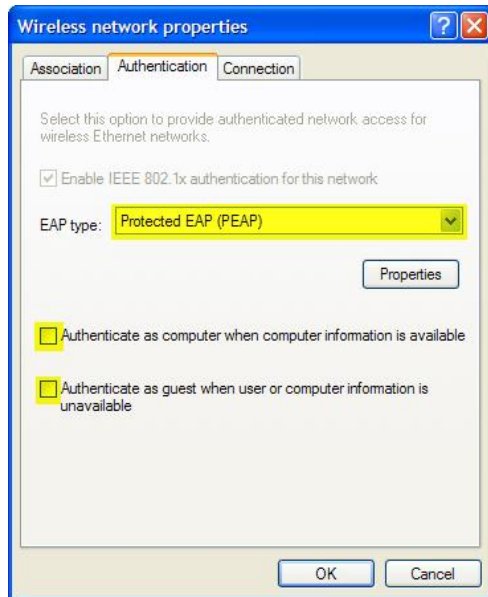 Wireless network properties
Association Authentication Connection
Select this option to provide authenticated network access for
wireless Ethernet networks.
Enable IEEE 802.1x authentication for this network
EAP type: Protected EAP (PEAP)
Properties
Authenticate as computer when computer information is available
Authenticate as guest when user or computer information is
unavailable
OK Cancel